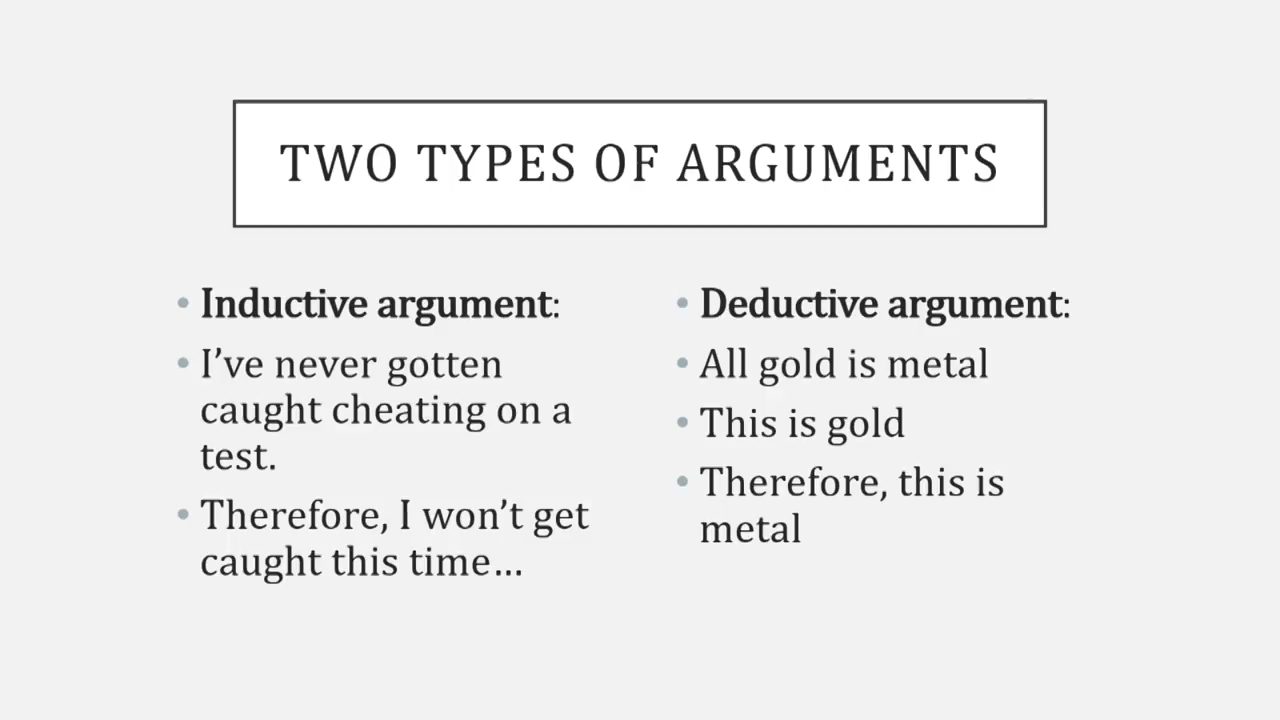 TWO TYPES OF ARGUMENTS
• Inductive argument:
• I’ve never gotten
caught cheating on a
test.
• Therefore, I won’t get
caught this time…
• Deductive argument:
• All gold is metal
• This is gold
• Therefore, this is
metal